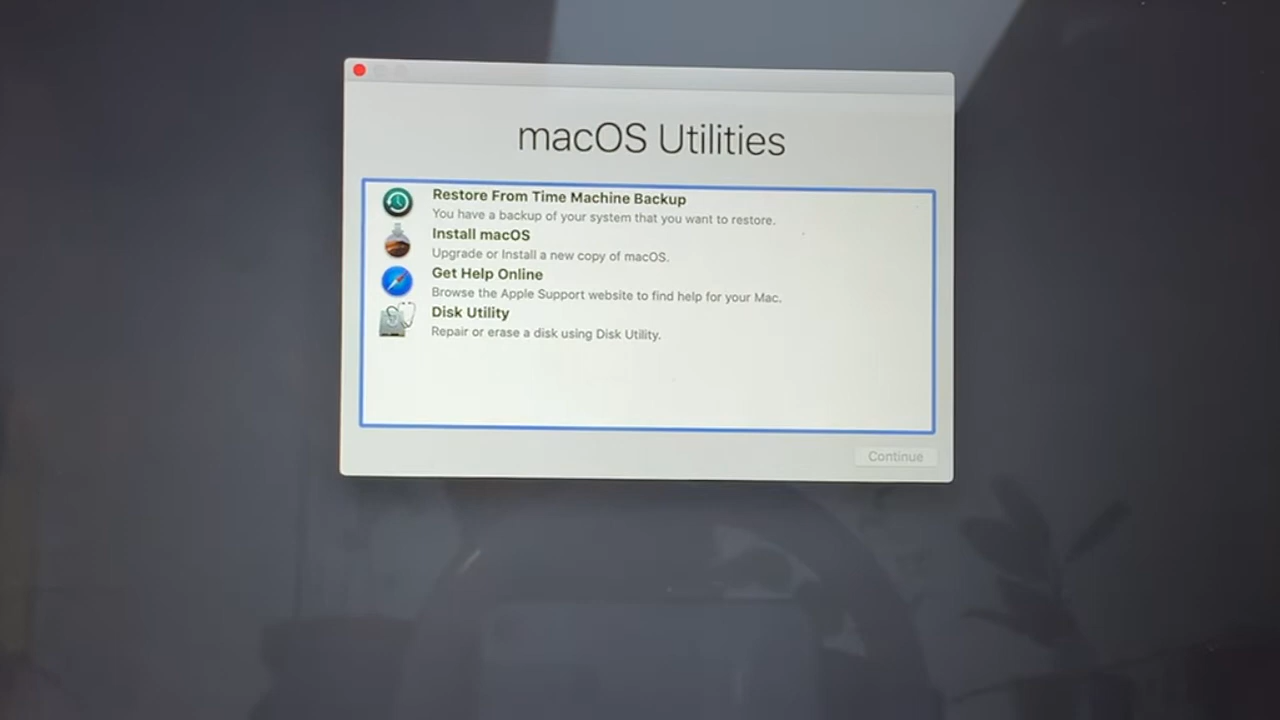 macOS Utilities
Restore From Time Machine Backup
You have a backup of your system that you want to restore.
Install macOS
Upgrade or Install a new copy of macOS.
Get Help Online
Browse the Apple Support website to find help for your Mac.
Disk Utility
Repair or erase a disk using Disk Utility.
Continue